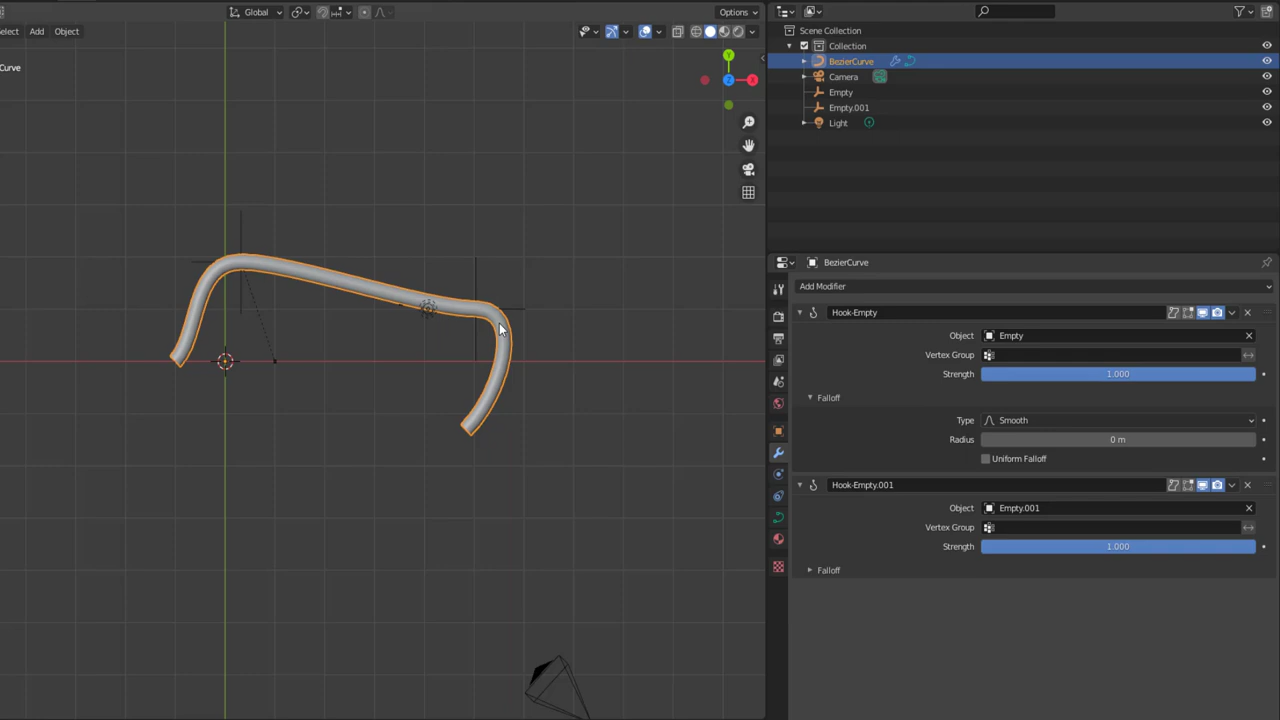 Global
Options
elect Add Object
Curve
Scene Collection
Collection
BezierCurve
Camera
Empty
Empty.001
Light
BezierCurve
Add Modifier
Hook-Empty
Object Empty
Vertex Group
Strength 1.000
Falloff
Type Smooth
Radius 0 m
Uniform Falloff
Hook-Empty.001
Object Empty.001
Vertex Group
Strength 1.000
Falloff